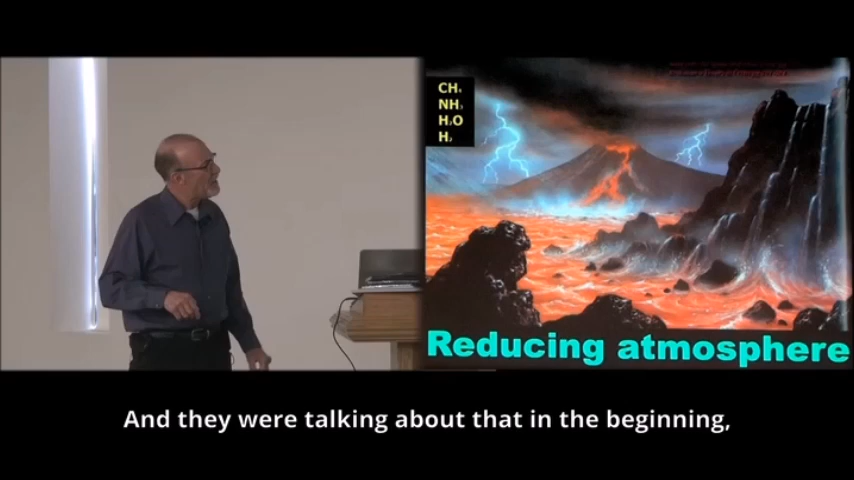 CH₄
NH₃
H₂O
H₂
Reducing atmosphere
And they were talking about that in the beginning,